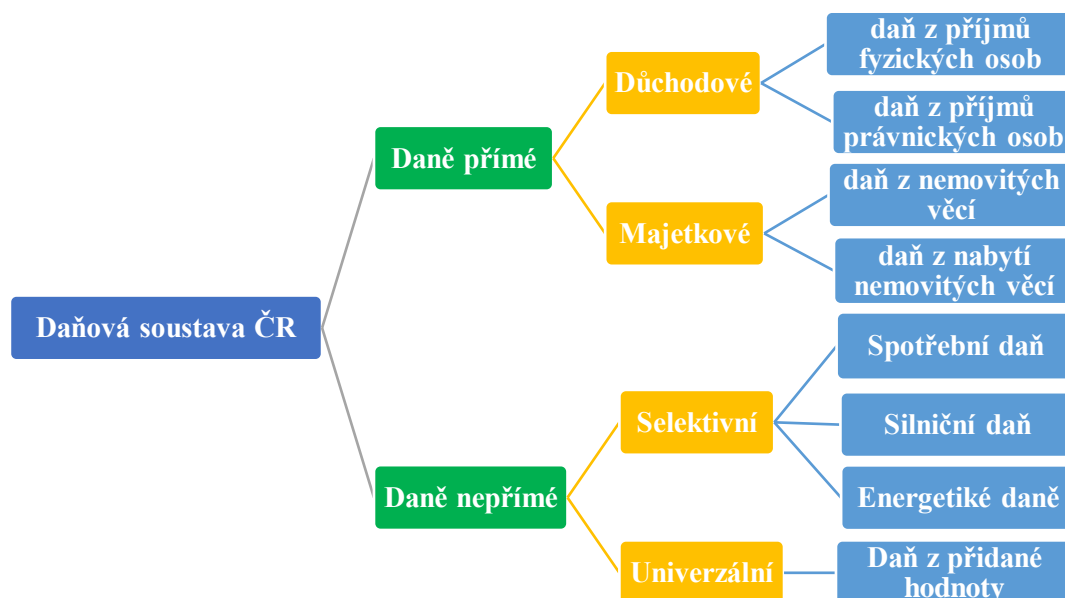 Daňová soustava ČR
Daně přímé
Důchodové
daň z příjmů
fyzických osob
daň z příjmů
právnických osob
Majetkové
daň z nemovitých
věcí
daň z nabytí
nemovitých věcí
Daně nepřímé
Selektivní
Spotřební daň
Silniční daň
Energetiké daně
Univerzální
Daň z přidané
hodnoty